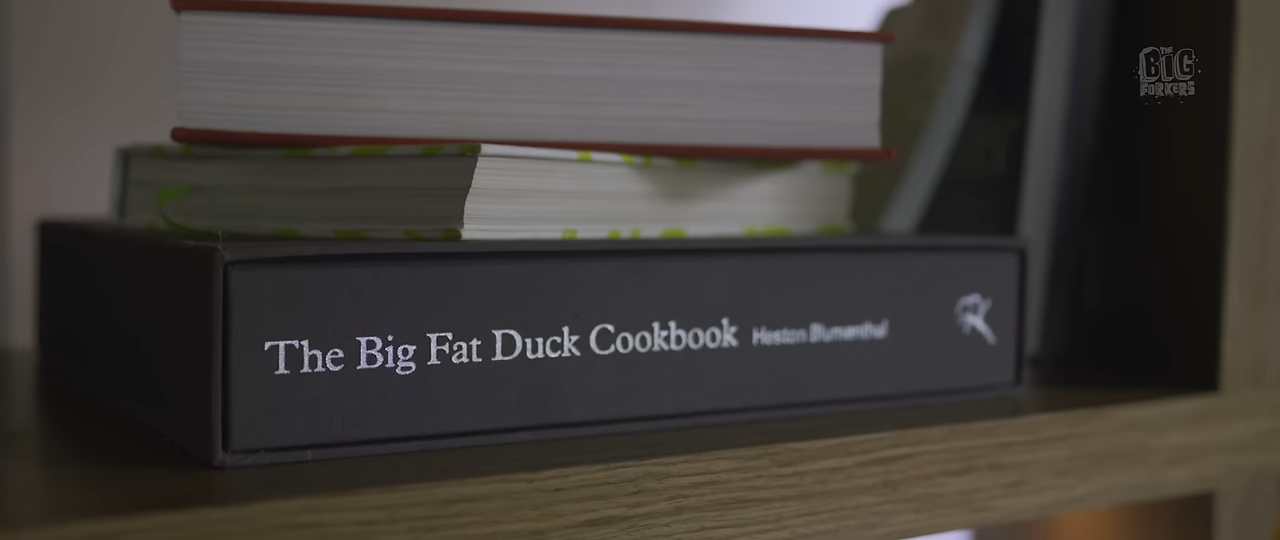 THE
BIG
FORKERS
The Big Fat Duck Cookbook Heston Blumenthal